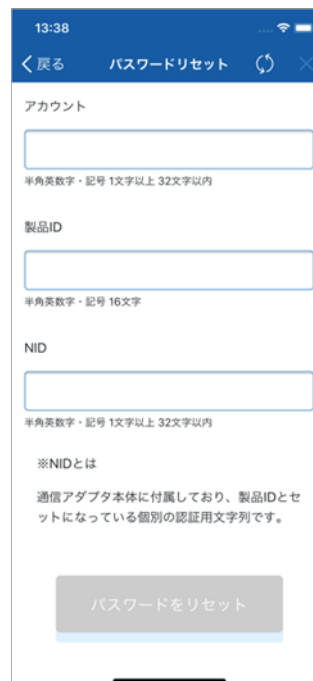 13:38
戻る パスワードリセット
アカウント
半角英数字・記号 1文字以上 32文字以内
製品ID
半角英数字・記号 16文字
NID
半角英数字・記号 1文字以上 32文字以内
※NIDとは
通信アダプタ本体に付属しており、製品IDとセ
ットになっている個別の認証用文字列です。
パスワードをリセット